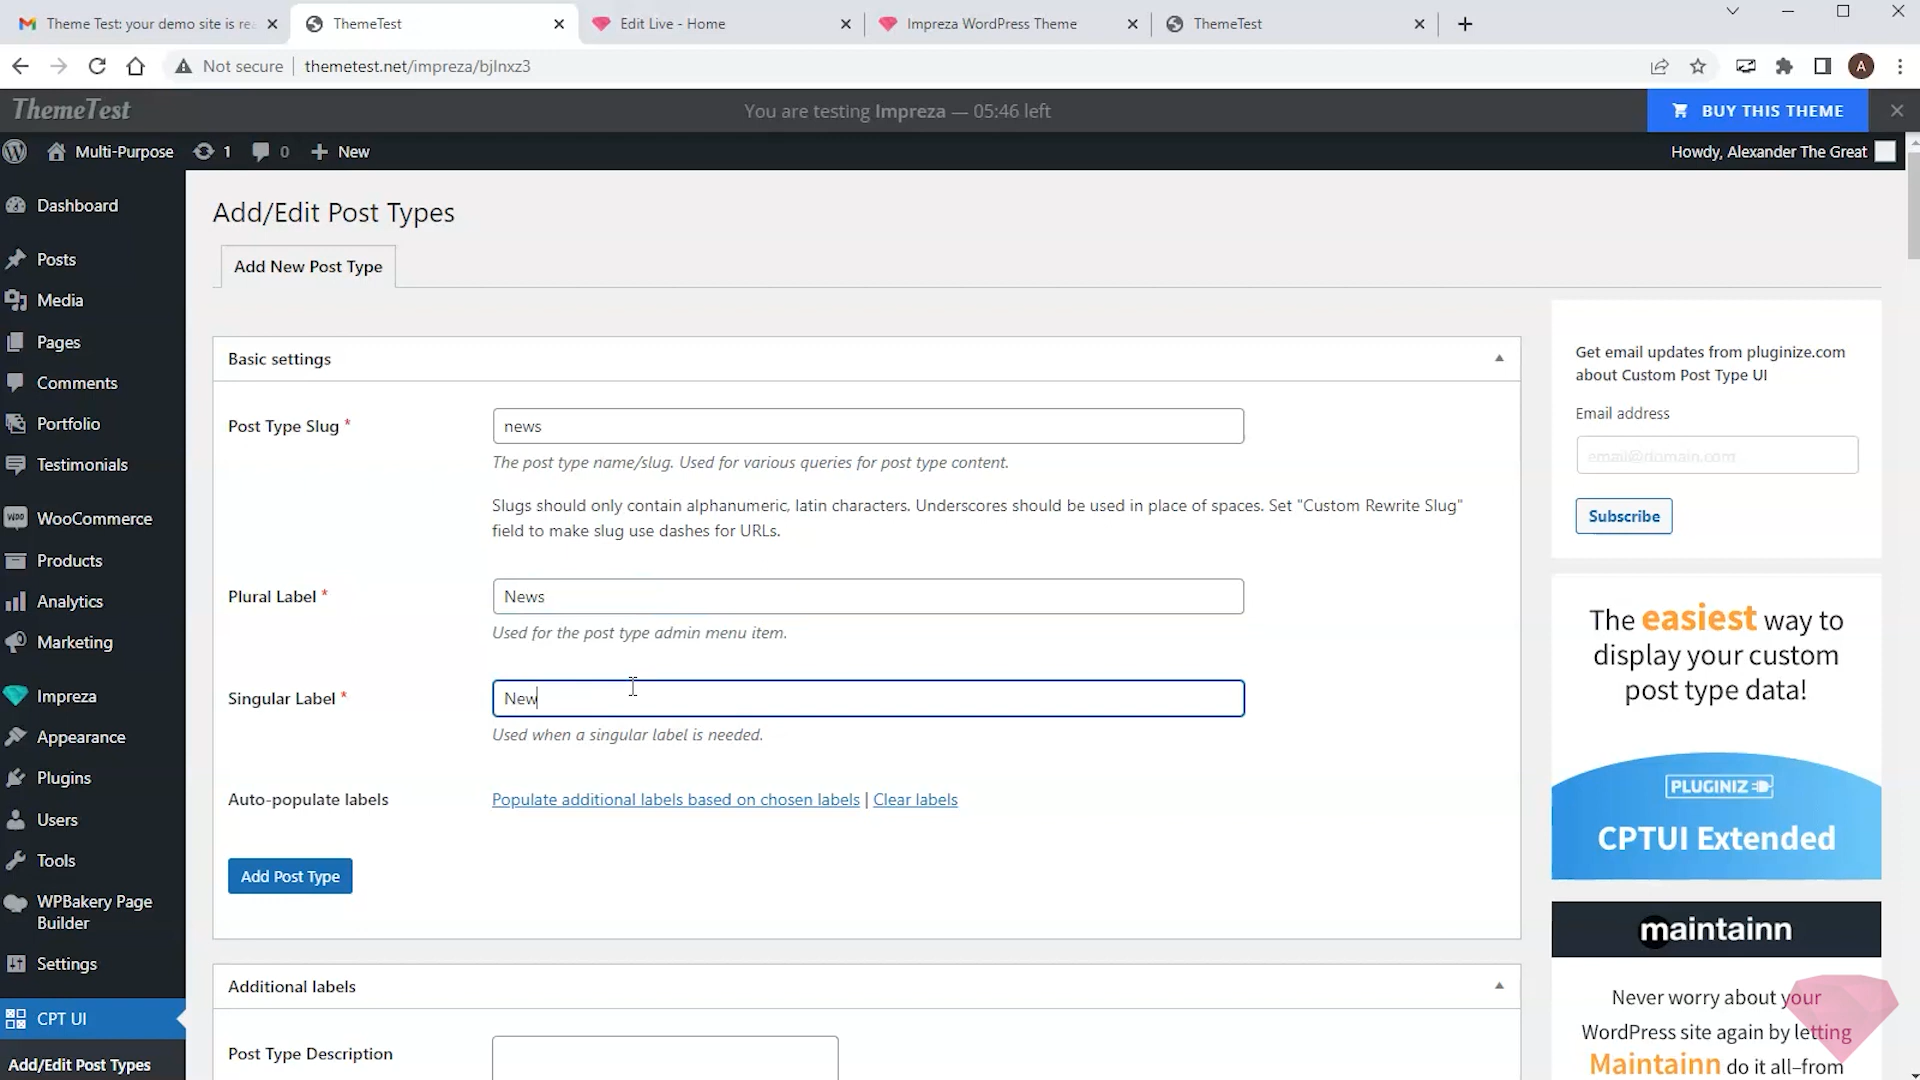 Theme Test: your demo site is rea
ThemeTest
Edit Live - Home
Impreza WordPress Theme
ThemeTest
Not secure
themetest.net/impreza/bjlnxz3
A
ThemeTest
You are testing Impreza — 05:46 left
BUY THIS THEME
Multi-Purpose
1
0
New
Howdy, Alexander The Great
Dashboard
Posts
Media
Pages
Comments
Portfolio
Testimonials
WooCommerce
Products
Analytics
Marketing
Impreza
Appearance
Plugins
Users
Tools
WPBakery Page
Builder
Settings
CPT UI
Add/Edit Post Types
Add/Edit Post Types
Add New Post Type
Basic settings
Post Type Slug *
news
The post type name/slug. Used for various queries for post type content.
Slugs should only contain alphanumeric, latin characters. Underscores should be used in place of spaces. Set "Custom Rewrite Slug"
field to make slug use dashes for URLs.
Plural Label *
News
Used for the post type admin menu item.
Singular Label *
New
Used when a singular label is needed.
Auto-populate labels
Populate additional labels based on chosen labels | Clear labels
Add Post Type
Additional labels
Post Type Description
Get email updates from pluginize.com
about Custom Post Type UI
Email address
email@domain.com
Subscribe
The easiest way to
display your custom
post type data!
PLUGINIZ
CPTUI Extended
maintainn
Never worry about your
WordPress site again by letting
Maintainn do it all–from